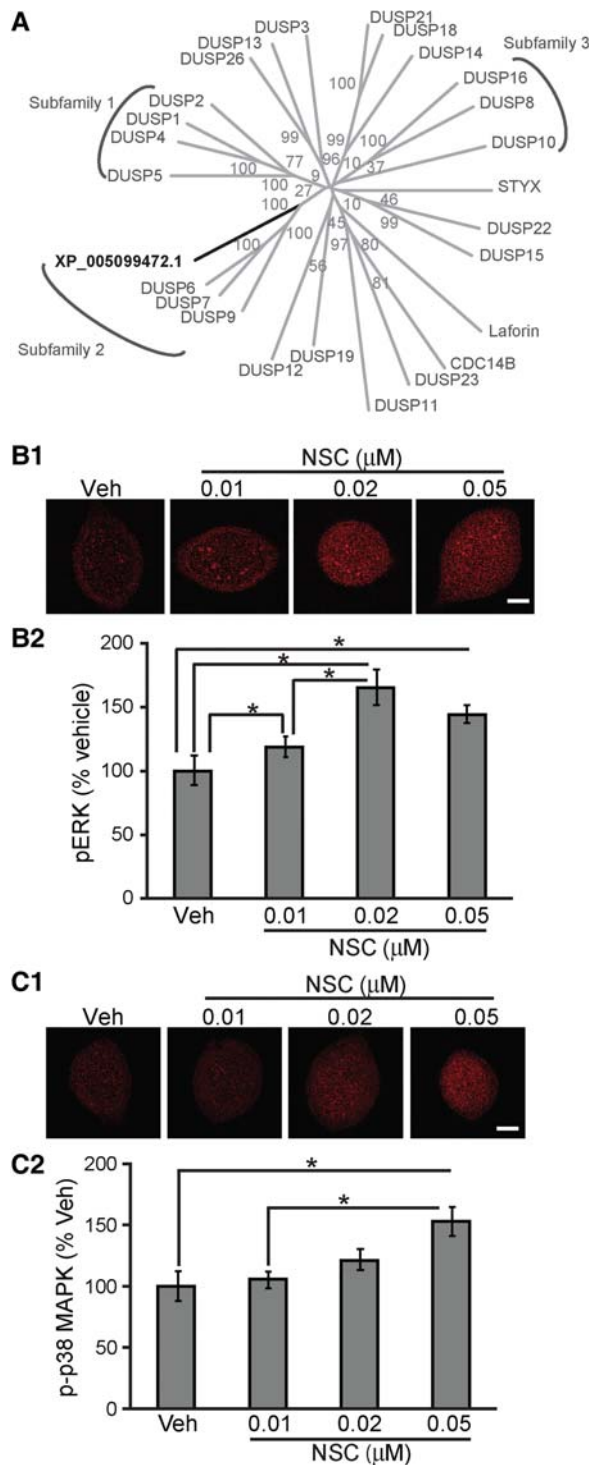 A
DUSP21
DUSP3
DUSP18
DUSP13
DUSP14
Subfamily 3
DUSP26
DUSP16
Subfamily 1
DUSP2
DUSP8
DUSP1
DUSP4
DUSP10
DUSP5
STYX
100
99
99
100
77
96
10
37
9
100
100
27
46
100
10
99
100
45
100
97
80
56
81
DUSP22
DUSP15
XP_005099472.1
DUSP6
DUSP7
DUSP9
Subfamily 2
Laforin
DUSP19
CDC14B
DUSP12
DUSP23
DUSP11
B1
NSC (μM)
Veh
0.01
0.02
0.05
B2
pERK (% vehicle)
200
150
100
50
0
*
*
*
*
Veh
0.01
0.02
0.05
NSC (μM)
C1
NSC (μM)
Veh
0.01
0.02
0.05
C2
p-p38 MAPK (% Veh)
200
150
100
50
0
*
*
Veh
0.01
0.02
0.05
NSC (μM)